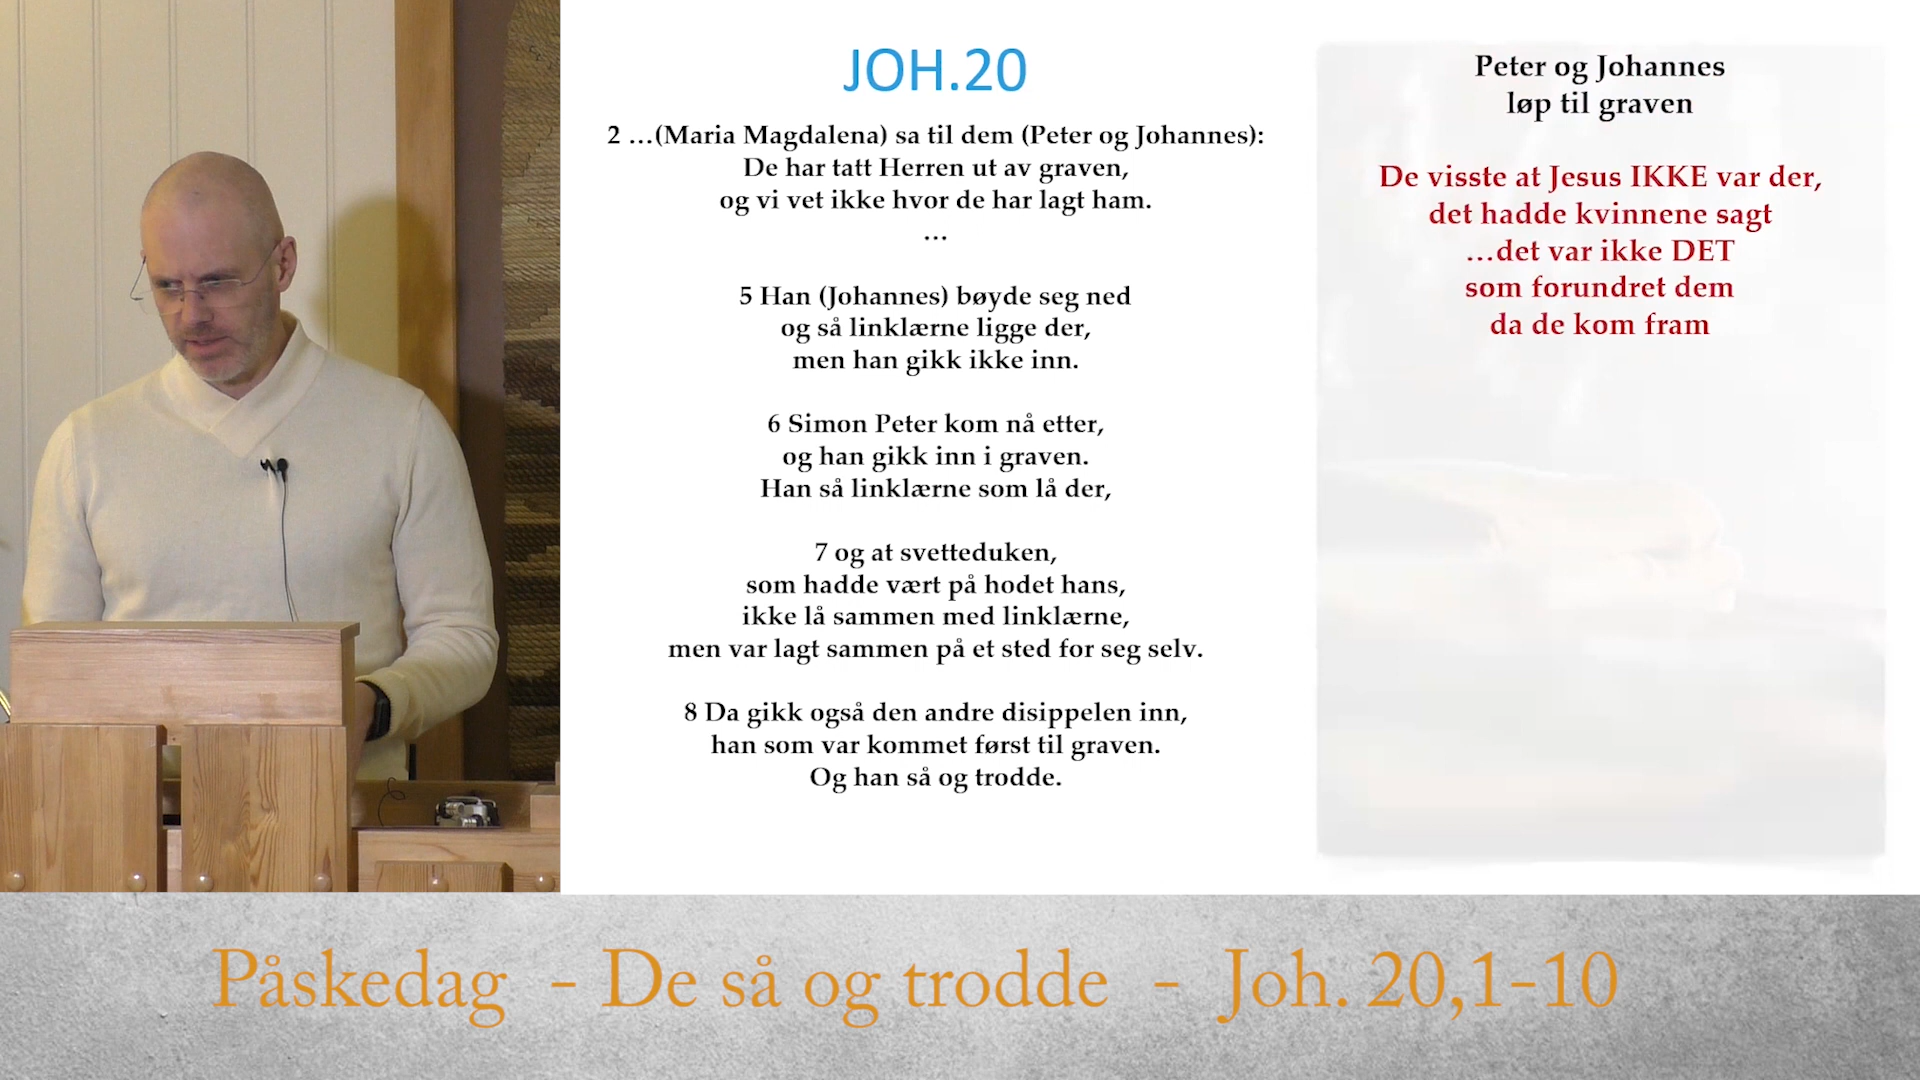 JOH.20
2 …(Maria Magdalena) sa til dem (Peter og Johannes):
De har tatt Herren ut av graven,
og vi vet ikke hvor de har lagt ham.
…
5 Han (Johannes) bøyde seg ned
og så linklærne ligge der,
men han gikk ikke inn.
6 Simon Peter kom nå etter,
og han gikk inn i graven.
Han så linklærne som lå der,
7 og at svetteduken,
som hadde vært på hodet hans,
ikke lå sammen med linklærne,
men var lagt sammen på et sted for seg selv.
8 Da gikk også den andre disippelen inn,
han som var kommet først til graven.
Og han så og trodde.
Peter og Johannes
løp til graven
De visste at Jesus IKKE var der,
det hadde kvinnene sagt
…det var ikke DET
som forundret dem
da de kom fram
Påskedag - De så og trodde - Joh. 20,1-10